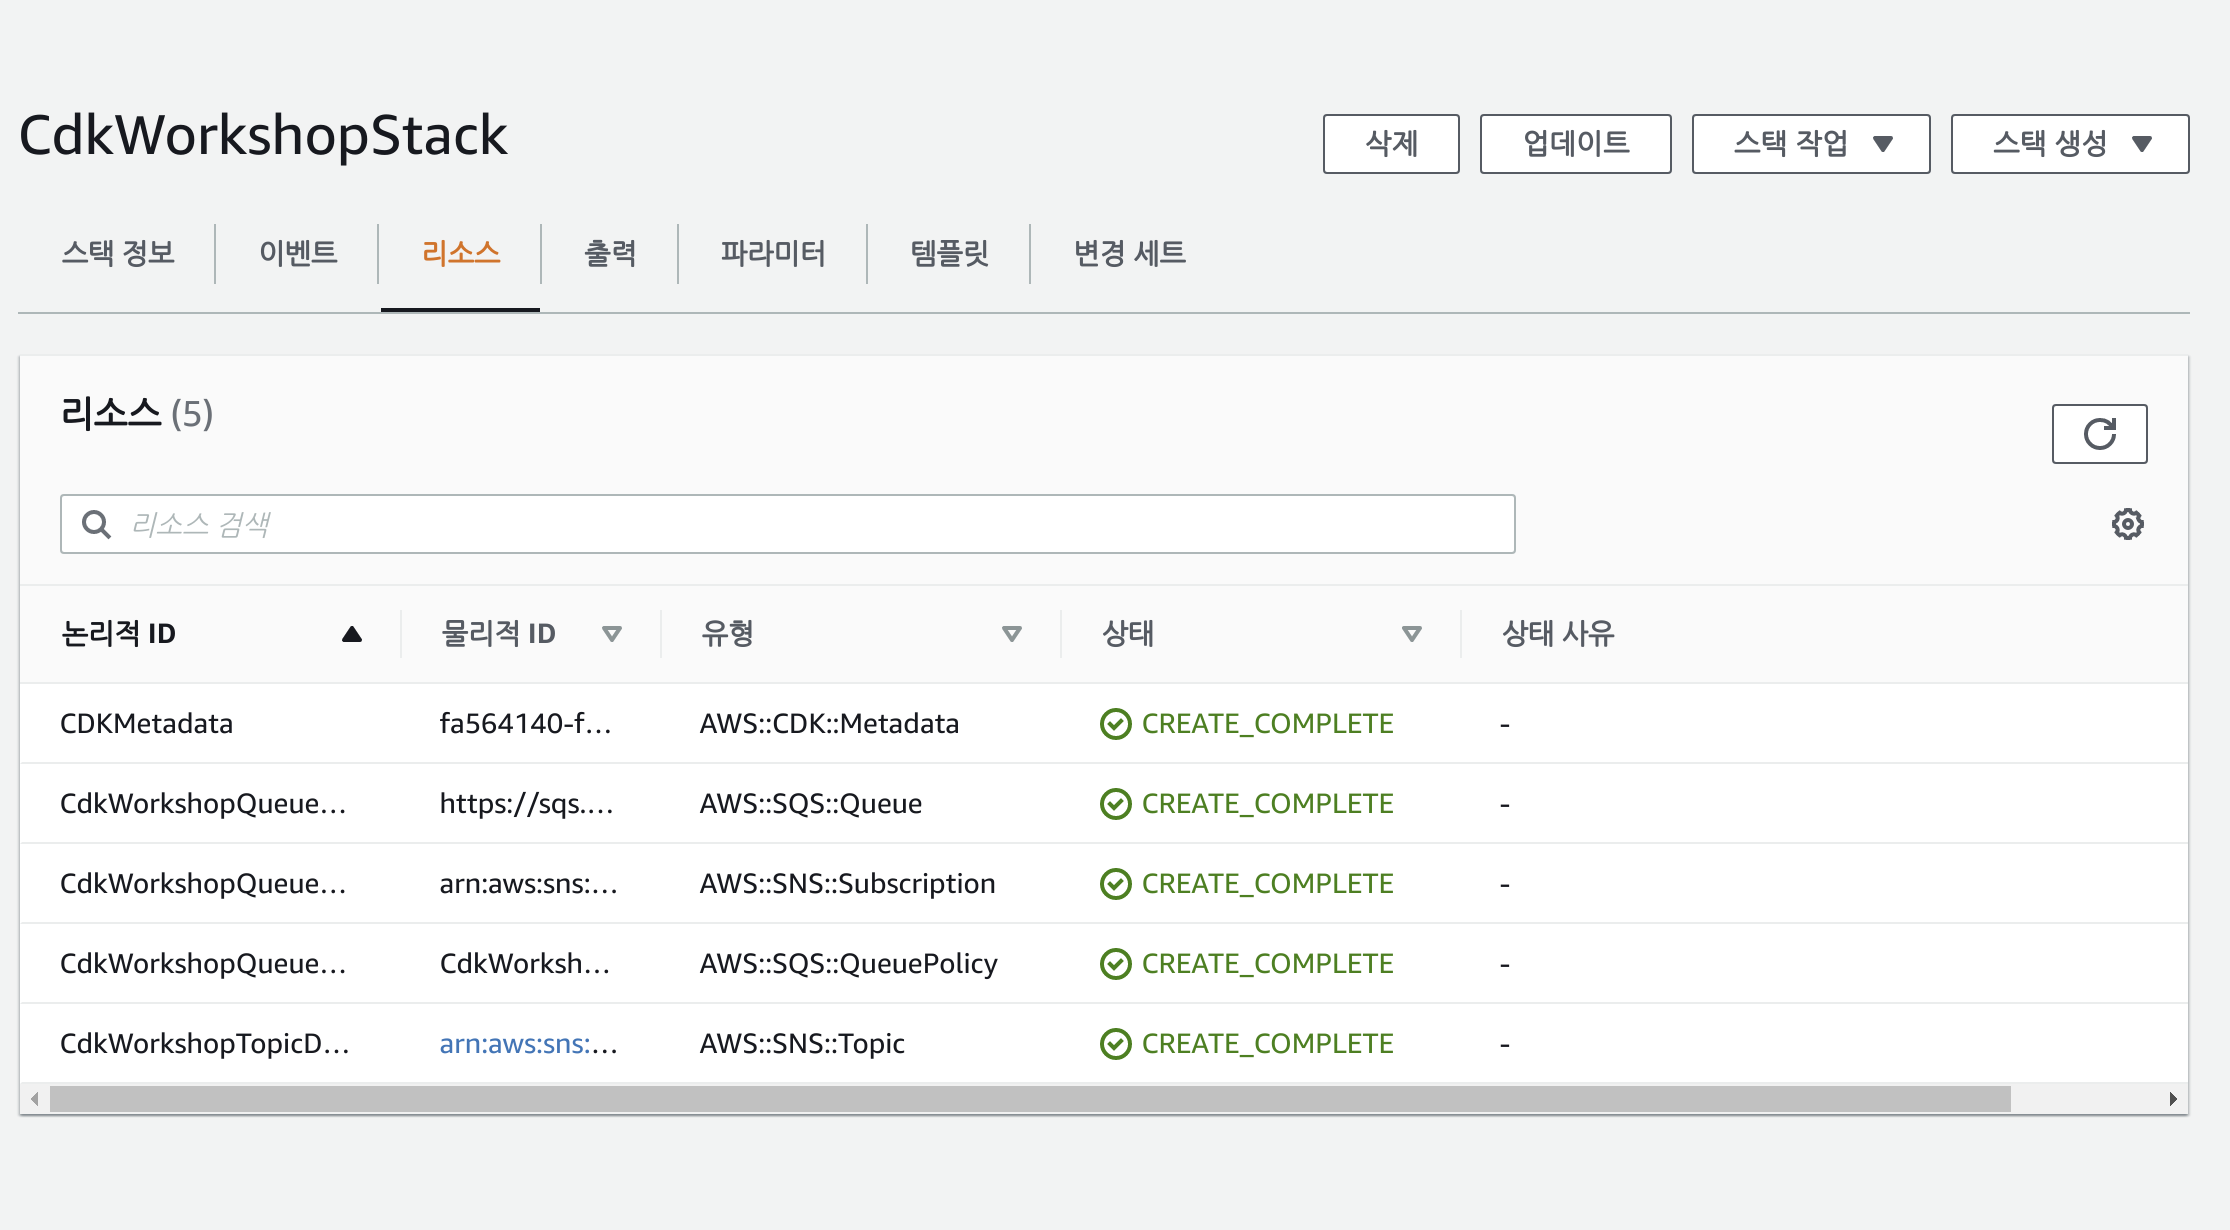 CdkWorkshopStack
삭제 업데이트 스택 작업 스택 생성
스택 정보 이벤트 리소스 출력 파라미터 템플릿 변경 세트
리소스 (5)
리소스 검색
논리적 ID 물리적 ID 유형 상태 상태 사유
CDKMetadata fa564140-f... AWS::CDK::Metadata CREATE_COMPLETE -
CdkWorkshopQueue... https://sqs.... AWS::SQS::Queue CREATE_COMPLETE -
CdkWorkshopQueue... arn:aws:sns:... AWS::SNS::Subscription CREATE_COMPLETE -
CdkWorkshopQueue... CdkWorksh... AWS::SQS::QueuePolicy CREATE_COMPLETE -
CdkWorkshopTopicD... arn:aws:sns:... AWS::SNS::Topic CREATE_COMPLETE -